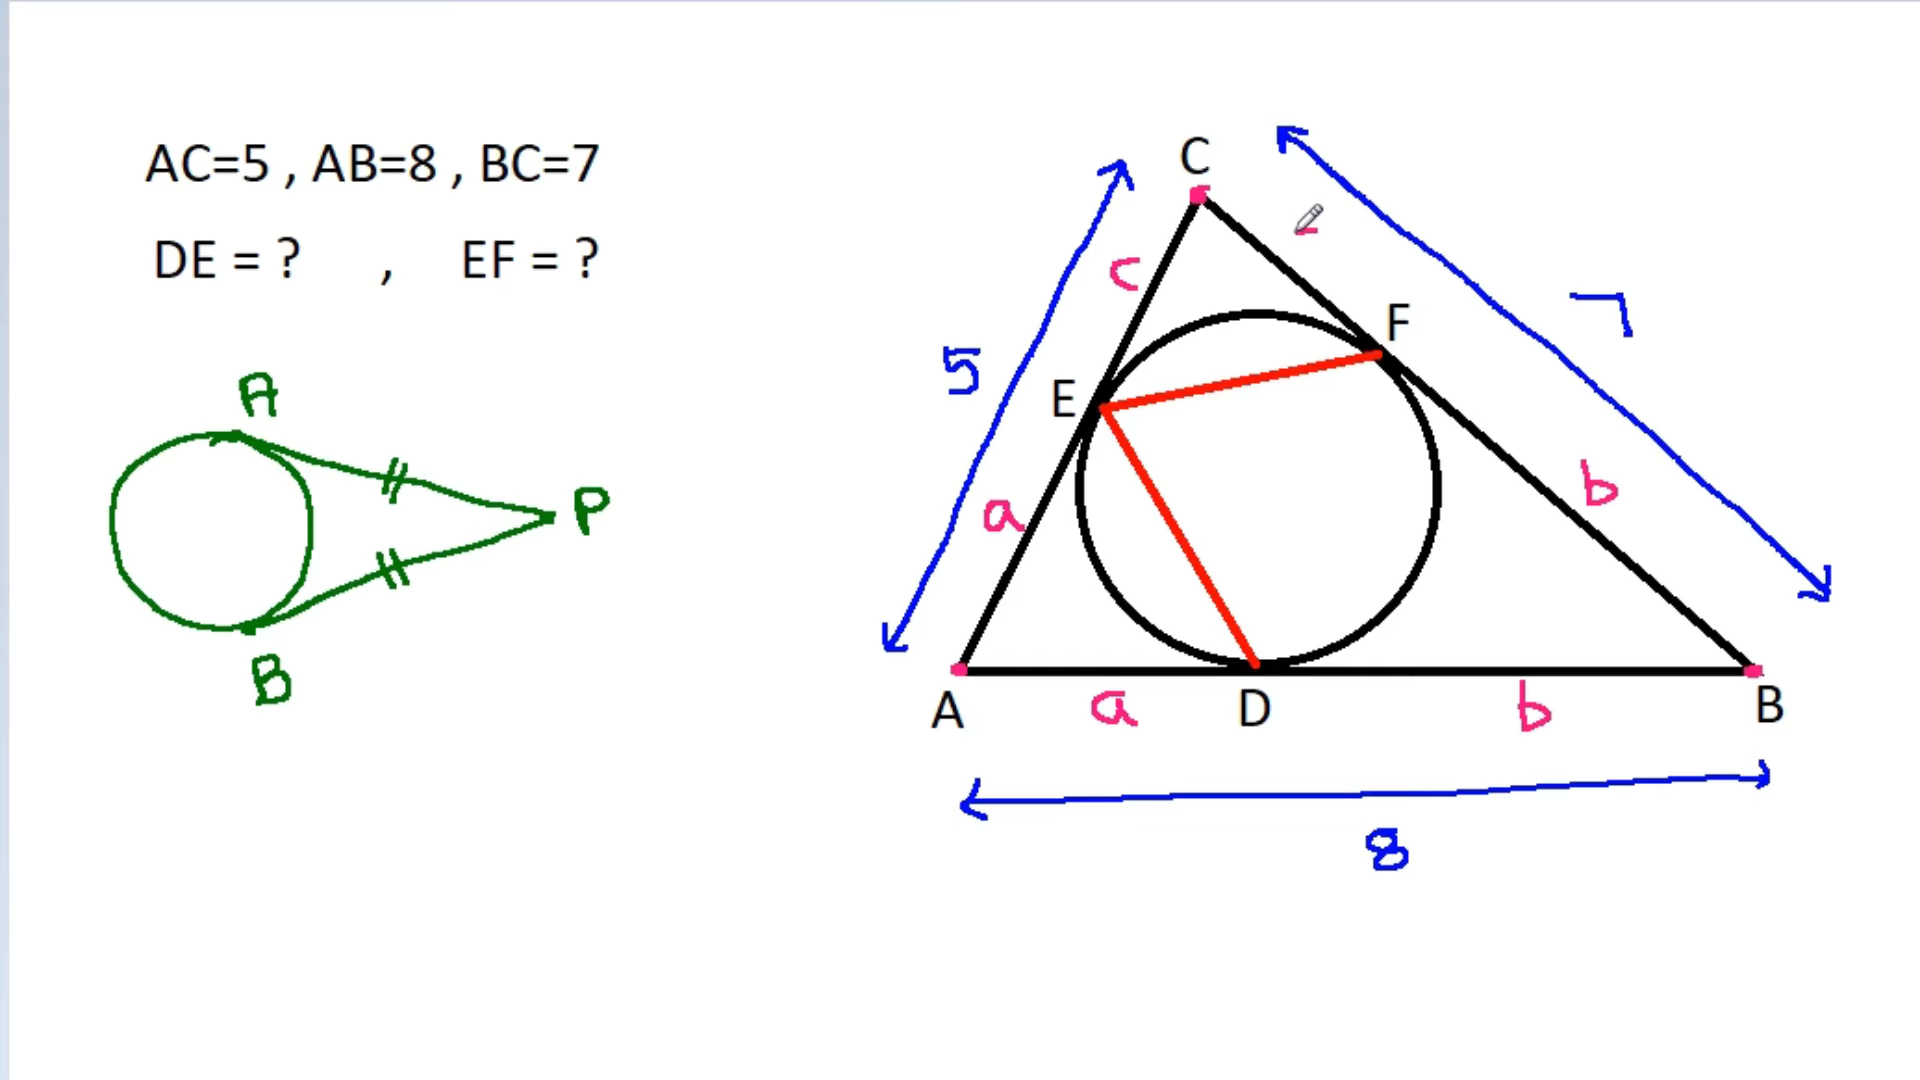 AC=5 , AB=8 , BC=7
DE = ? , EF = ?
A
P
B
C
c
7
F
5
E
a
b
A
a
D
b
B
8